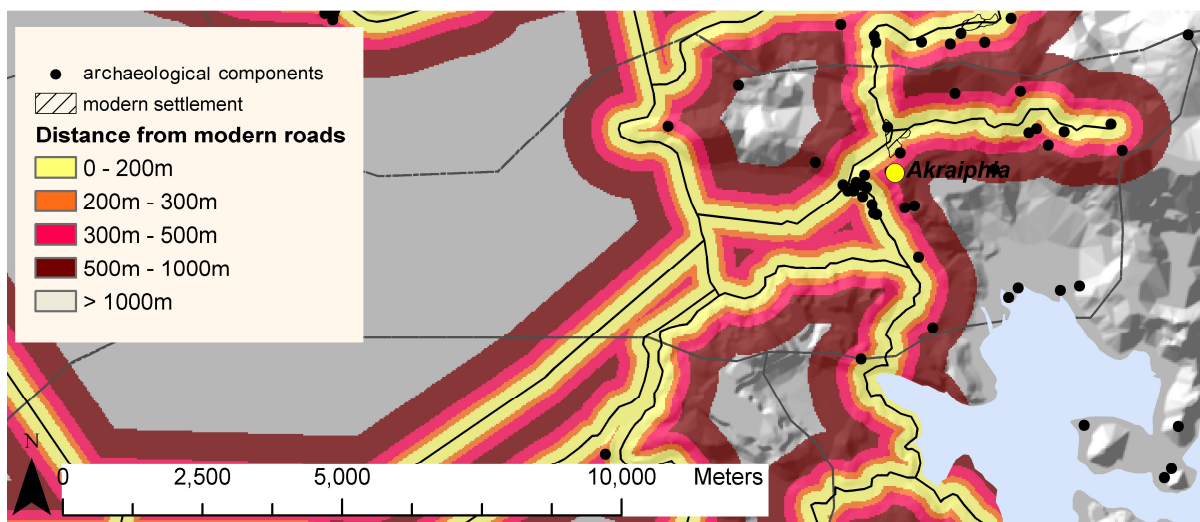 archaeological components
modern settlement
Distance from modern roads
0 - 200m
200m - 300m
300m - 500m
500m - 1000m
> 1000m
Akraiphia
N
0 2,500 5,000 10,000 Meters